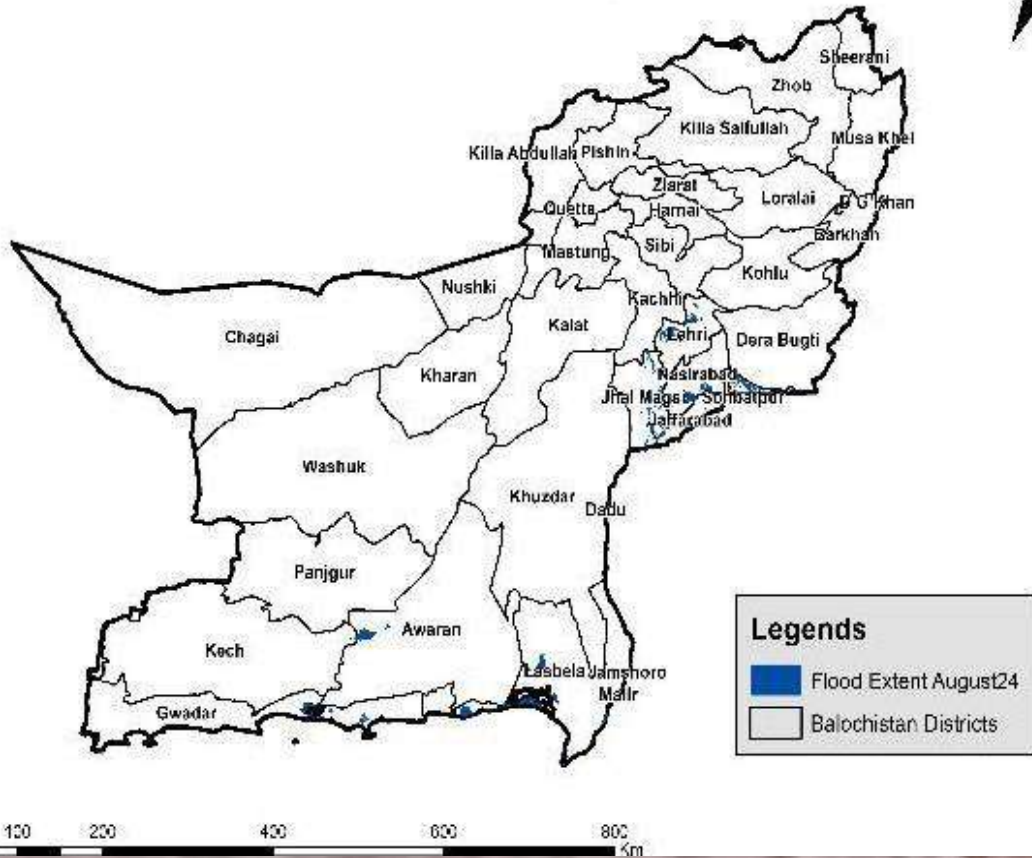 Sheerani
Zhob
Killa Saifullah
Musa Khel
Killa Abdullah
Pishin
Ziarat
Loralai
D G Khan
Quetta
Harnai
Barkhan
Sibi
Mastung
Kohlu
Nushki
Kachhi
Chagai
Kalat
Lehri
Dera Bugti
Kharan
Nasirabad
Jhal Magsi
Sohbatpur
Jaffarabad
Washuk
Khuzdar
Dadu
Panjgur
Awaran
Kech
Lasbela
Jamshoro
Malir
Gwadar
Legends
Flood Extent August24
Balochistan Districts
100 200 400 600 800
Km